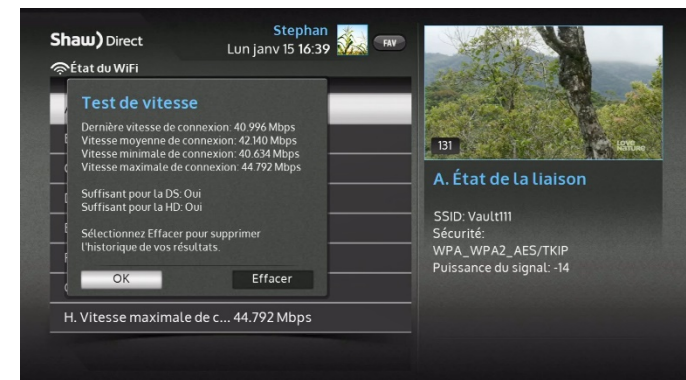 Shaw) Direct
Stephan
Lun janv 15 16:39
FAV
État du WiFi
Test de vitesse
Dernière vitesse de connexion: 40.996 Mbps
Vitesse moyenne de connexion: 42.140 Mbps
Vitesse minimale de connexion: 40.634 Mbps
Vitesse maximale de connexion: 44.792 Mbps
Suffisant pour la DS: Oui
Suffisant pour la HD: Oui
Sélectionnez Effacer pour supprimer
l'historique de vos résultats.
OK
Effacer
H. Vitesse maximale de c... 44.792 Mbps
131
LOVE
NATURE
A. État de la liaison
SSID: Vault111
Sécurité:
WPA_WPA2_AES/TKIP
Puissance du signal: -14